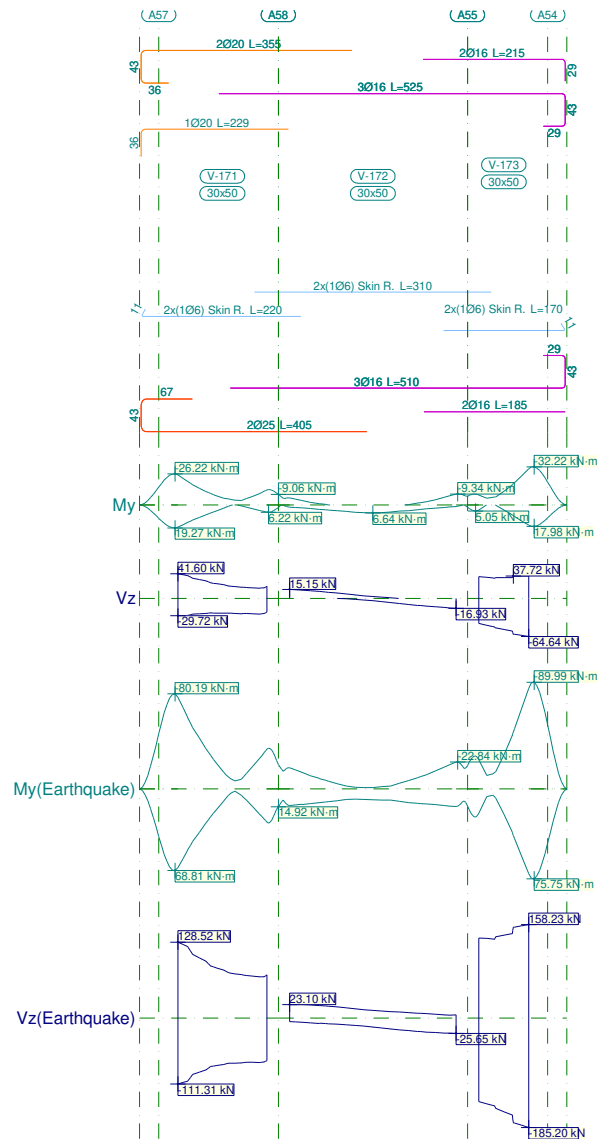 A57 A58 A55 A54
2Ø20 L=355
2Ø16 L=215
43
36
29
3Ø16 L=525
43
29
1Ø20 L=229
36
V-171
30x50
V-172
30x50
V-173
30x50
2x(1Ø6) Skin R. L=310
11
2x(1Ø6) Skin R. L=220
2x(1Ø6) Skin R. L=170
11
29
43
3Ø16 L=510
67
43
2Ø16 L=185
2Ø25 L=405
My
-26.22 kN·m
-9.06 kN·m
-9.34 kN·m
-32.22 kN·m
19.27 kN·m
6.22 kN·m
6.64 kN·m
5.05 kN·m
17.98 kN·m
Vz
41.60 kN
15.15 kN
37.72 kN
-29.72 kN
-16.93 kN
-64.64 kN
My(Earthquake)
-80.19 kN·m
-22.84 kN·m
-89.99 kN·m
68.81 kN·m
14.92 kN·m
75.75 kN·m
Vz(Earthquake)
128.52 kN
23.10 kN
158.23 kN
-111.31 kN
-25.65 kN
-185.20 kN